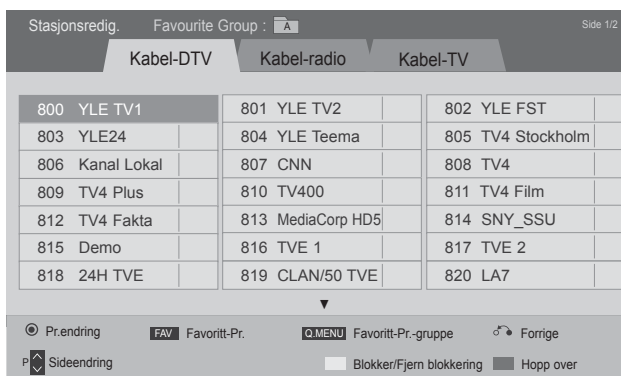 Stasjonsredig. Favourite Group : A Side 1/2
Kabel-DTV Kabel-radio Kabel-TV
800 YLE TV1 801 YLE TV2 802 YLE FST
803 YLE24 804 YLE Teema 805 TV4 Stockholm
806 Kanal Lokal 807 CNN 808 TV4
809 TV4 Plus 810 TV400 811 TV4 Film
812 TV4 Fakta 813 MediaCorp HD5 814 SNY_SSU
815 Demo 816 TVE 1 817 TVE 2
818 24H TVE 819 CLAN/50 TVE 820 LA7
Pr.endring FAV Favoritt-Pr. Q.MENU Favoritt-Pr.-gruppe Forrige
P Sideendring Blokker/Fjern blokkering Hopp over